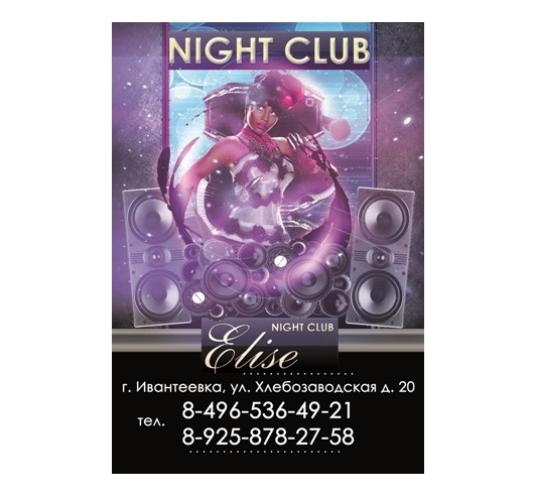 NIGHT CLUB
NIGHT CLUB
Elise
г. Ивантеевка, ул. Хлебозаводская д. 20
тел.
8-496-536-49-21
8-925-878-27-58